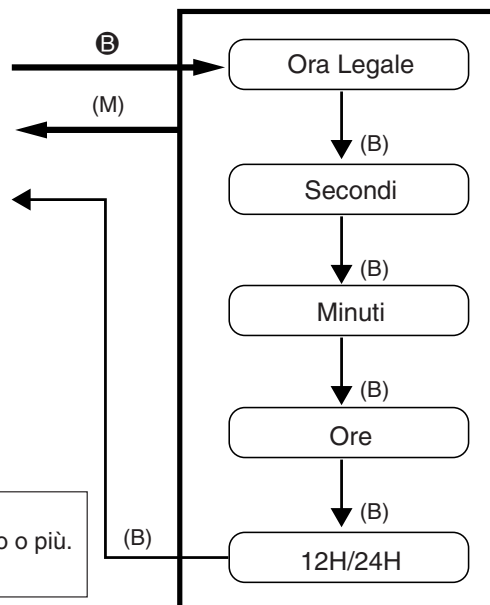 B
Ora Legale
(M)
(B)
Secondi
(B)
Minuti
(B)
Ore
(B)
o più.
(B)
12H/24H